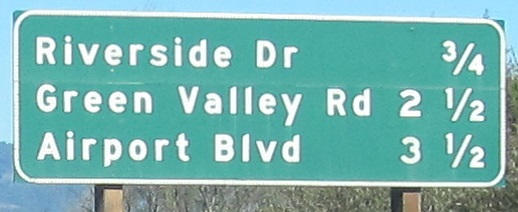 Riverside Dr ¾
Green Valley Rd 2 ½
Airport Blvd 3 ½